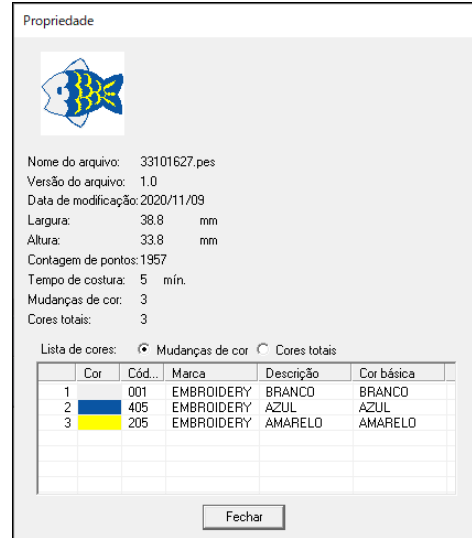 Propriedade
Nome do arquivo: 33101627.pes
Versão do arquivo: 1.0
Data de modificação: 2020/11/09
Largura: 38.8 mm
Altura: 33.8 mm
Contagem de pontos: 1957
Tempo de costura: 5 mín.
Mudanças de cor: 3
Cores totais: 3
Lista de cores: Mudanças de cor Cores totais
Cor Cód... Marca Descrição Cor básica
1 001 EMBROIDERY BRANCO BRANCO
2 405 EMBROIDERY AZUL AZUL
3 205 EMBROIDERY AMARELO AMARELO
Fechar